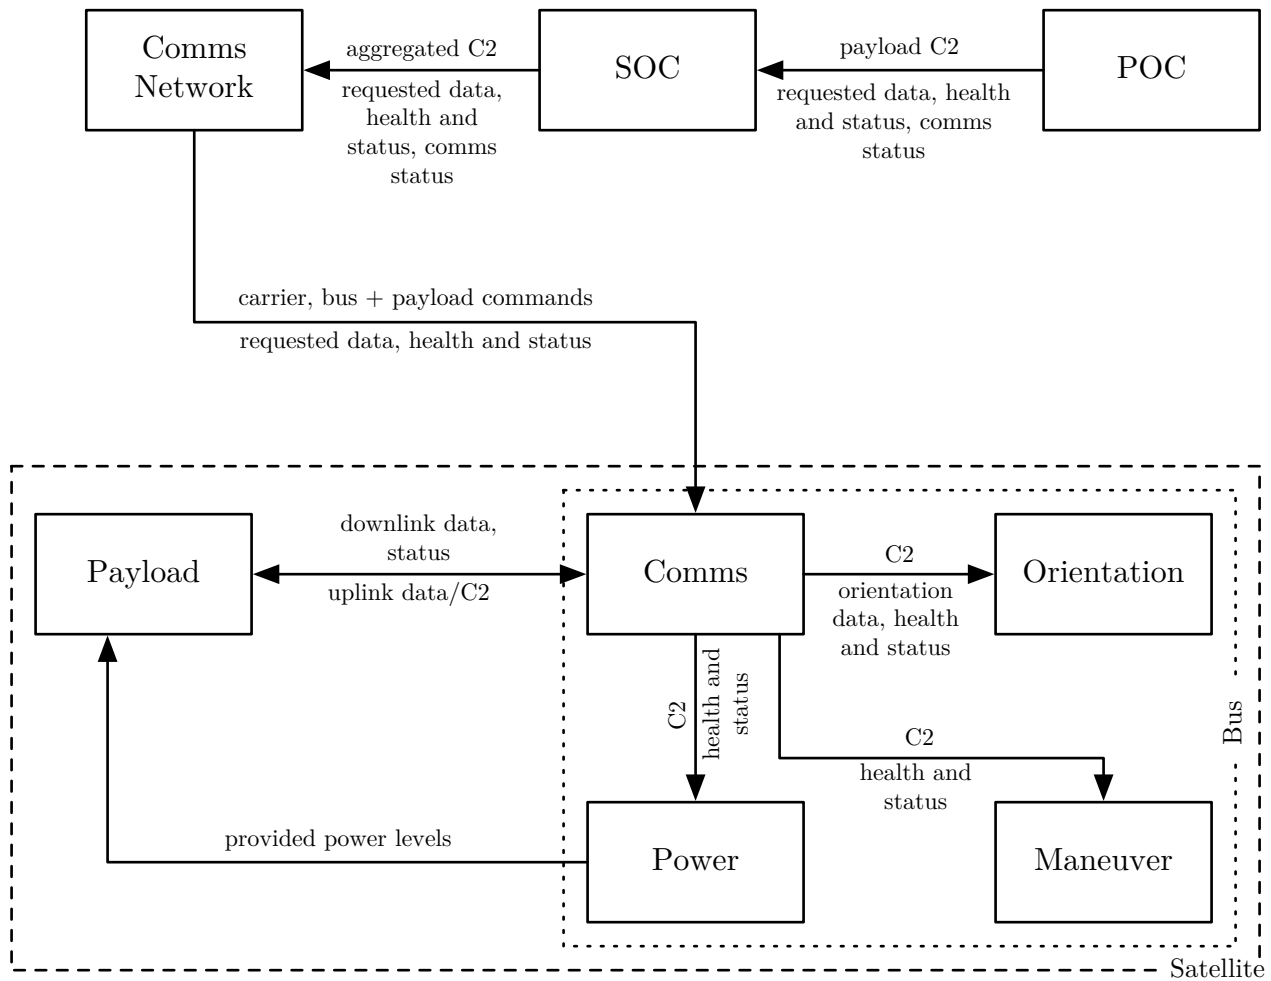 Comms
Network
aggregated C2
requested data,
health and
status, comms
status
SOC
payload C2
requested data, health
and status, comms
status
POC
carrier, bus + payload commands
requested data, health and status
Payload
downlink data,
status
uplink data/C2
Comms
C2
orientation
data, health
and status
Orientation
C2
health and
status
C2
health and
status
Bus
provided power levels
Power
Maneuver
Satellite